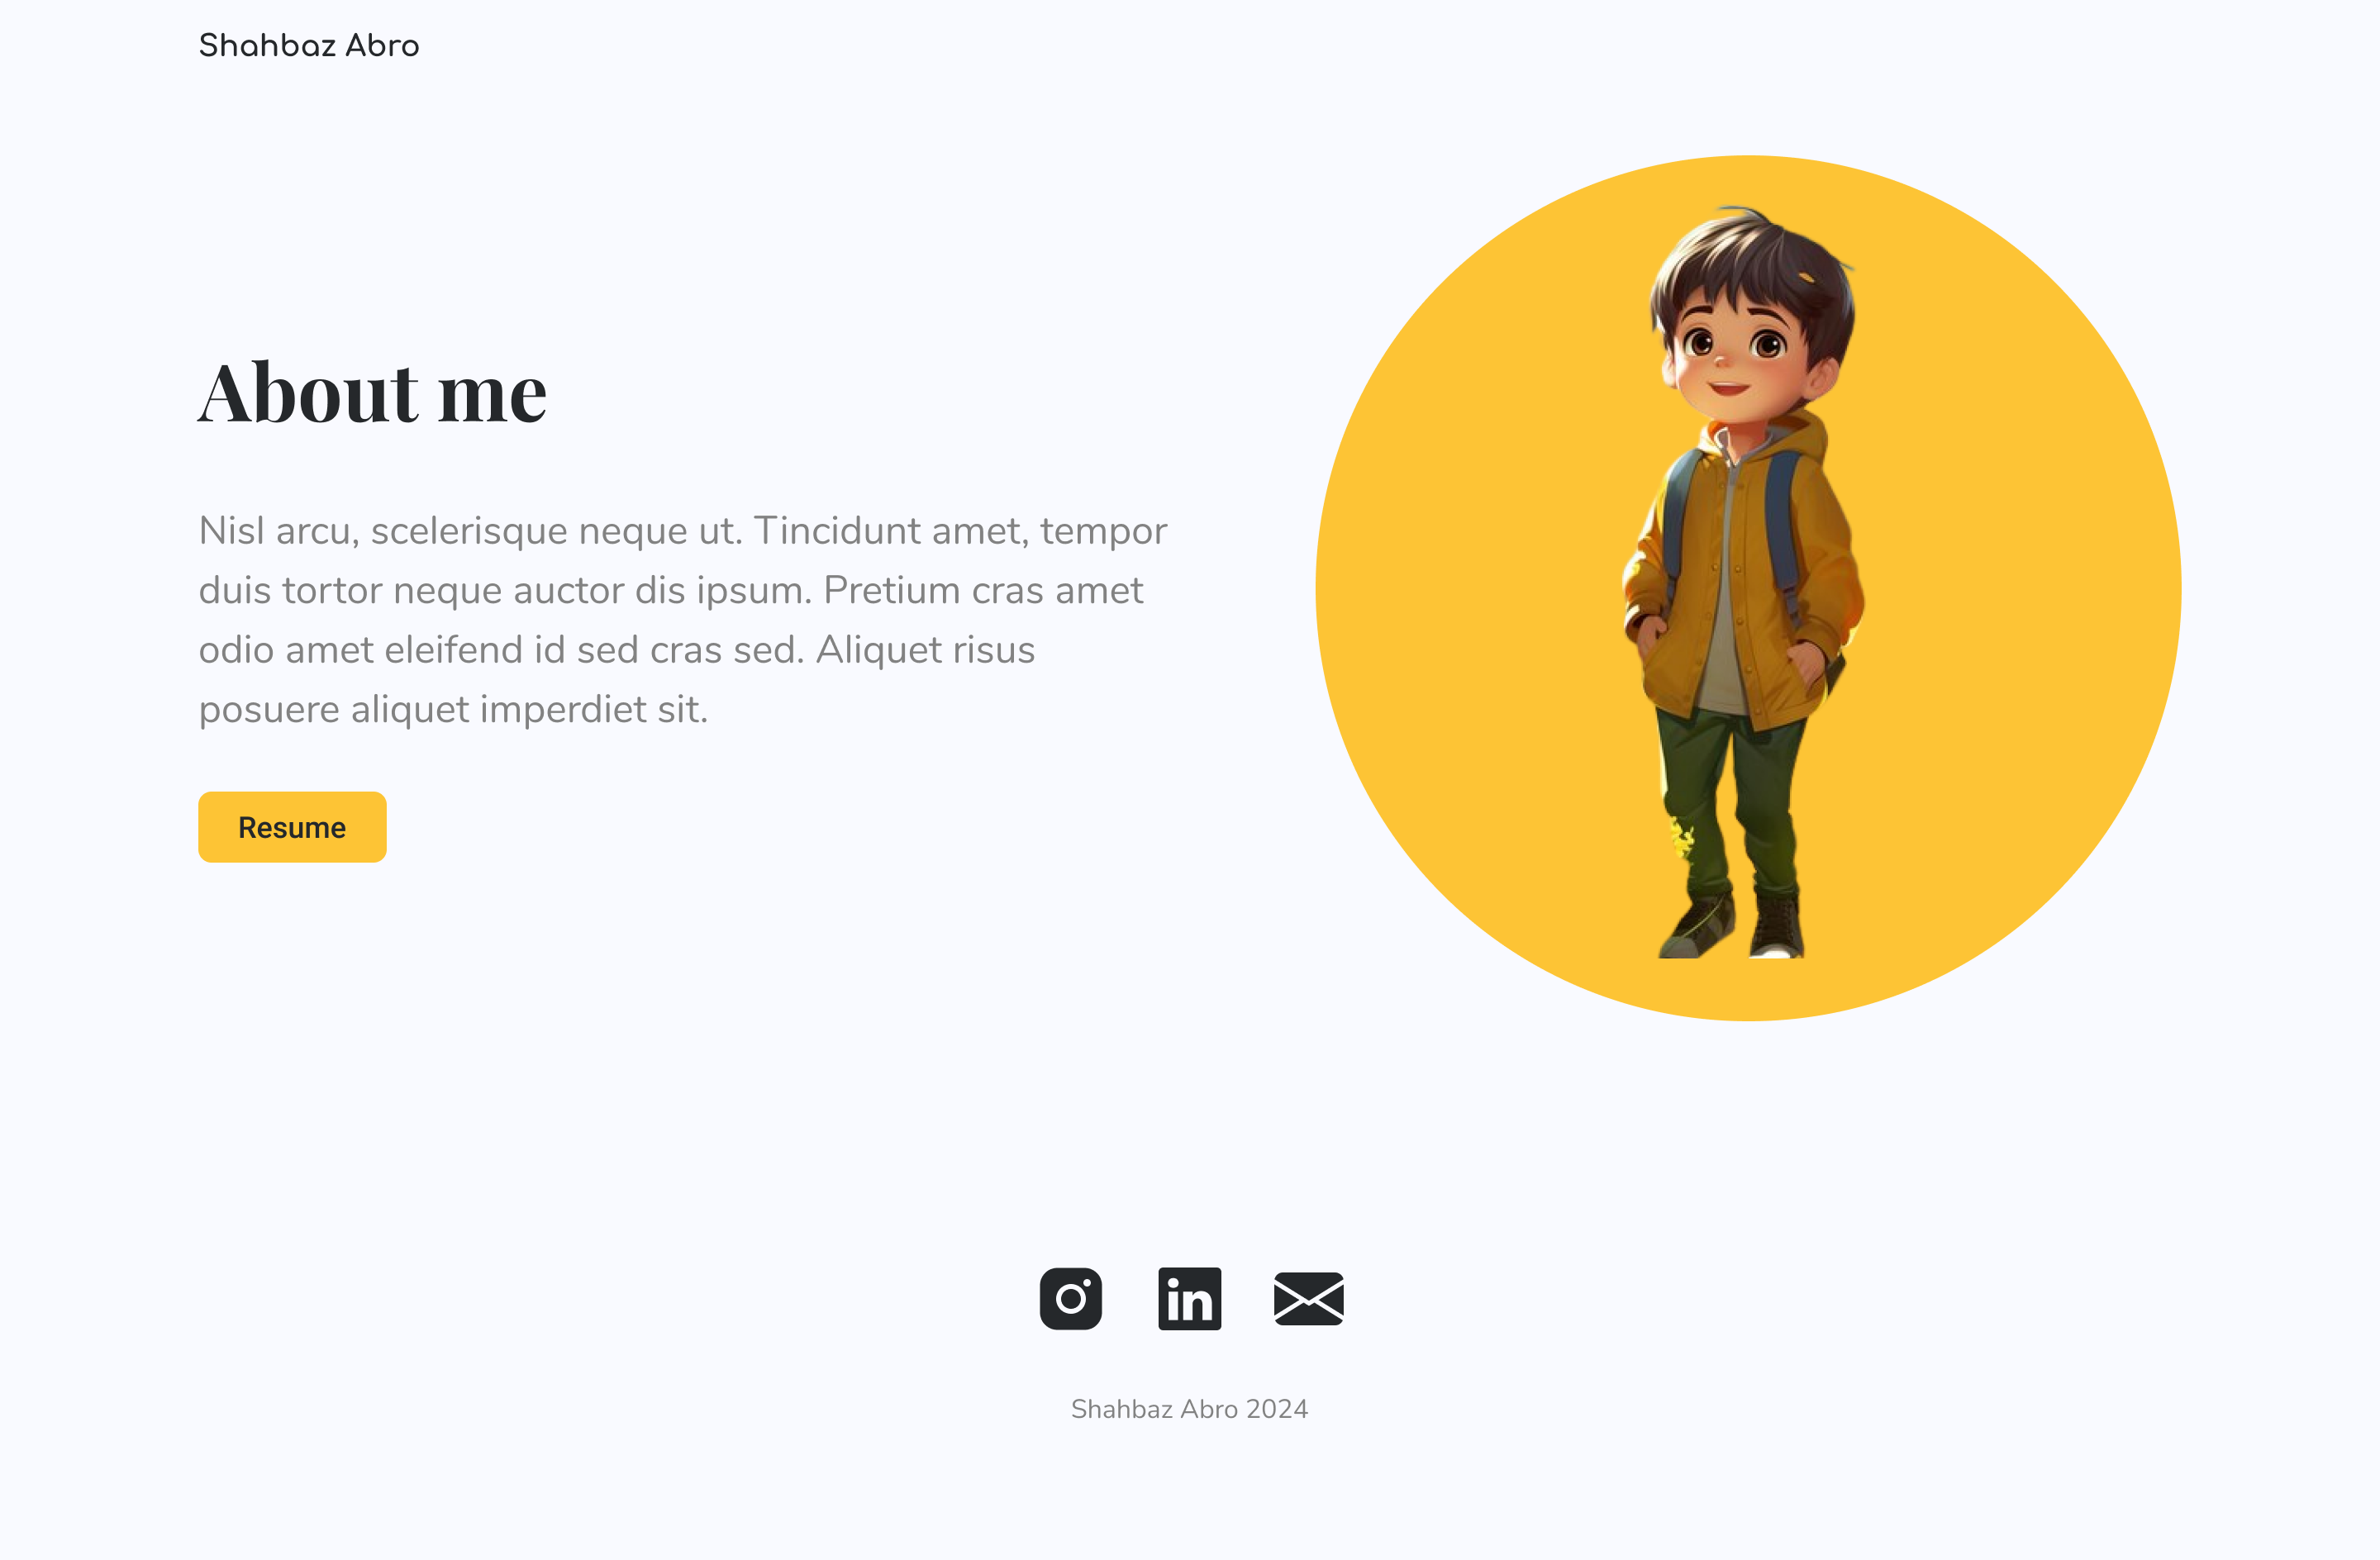 Shahbaz Abro
About me
Nisl arcu, scelerisque neque ut. Tincidunt amet, tempor
duis tortor neque auctor dis ipsum. Pretium cras amet
odio amet eleifend id sed cras sed. Aliquet risus
posuere aliquet imperdiet sit.
Resume
in
Shahbaz Abro 2024